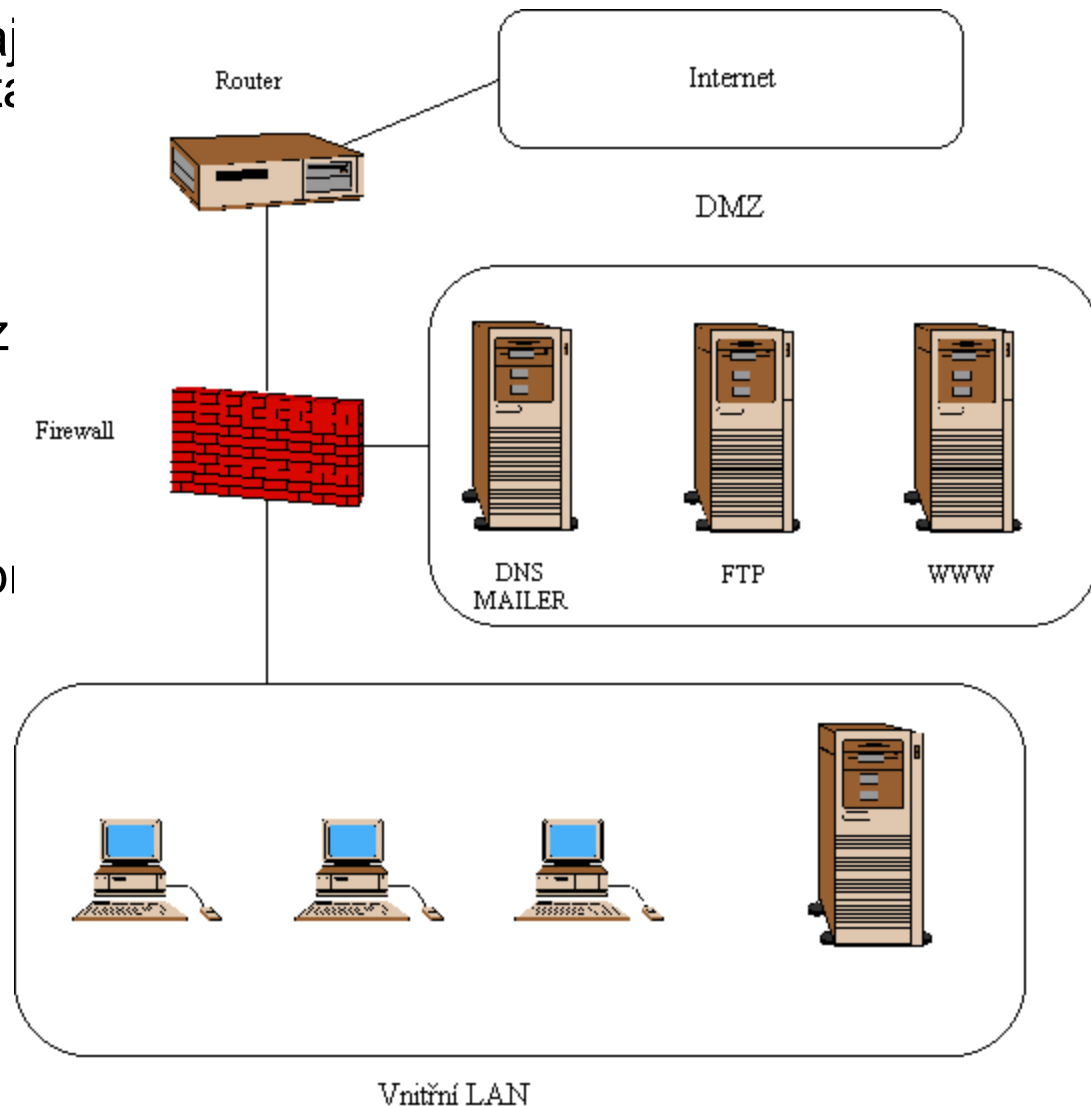 Router
Internet
DMZ
Firewall
DNS
MAILER
FTP
WWW
Vnitřní LAN